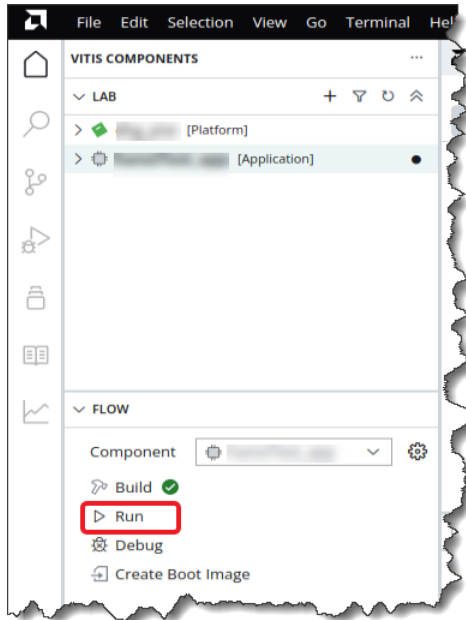 File Edit Selection View Go Terminal Hel
VITIS COMPONENTS ...
LAB
[Platform]
[Application]
FLOW
Component
Build
Run
Debug
Create Boot Image